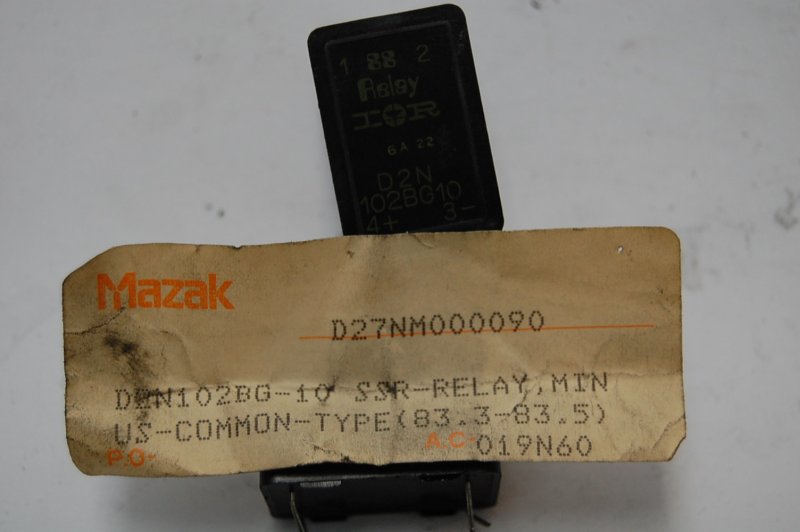 1 88 2
Relay
IOR
6A 22
D2N
102BG10
4+ 3-
Mazak
D27NM000090
D2N102BG-10 SSR-RELAY,MIN
US-COMMON-TYPE(83.3-83.5)
P.O- A.C- 019N60